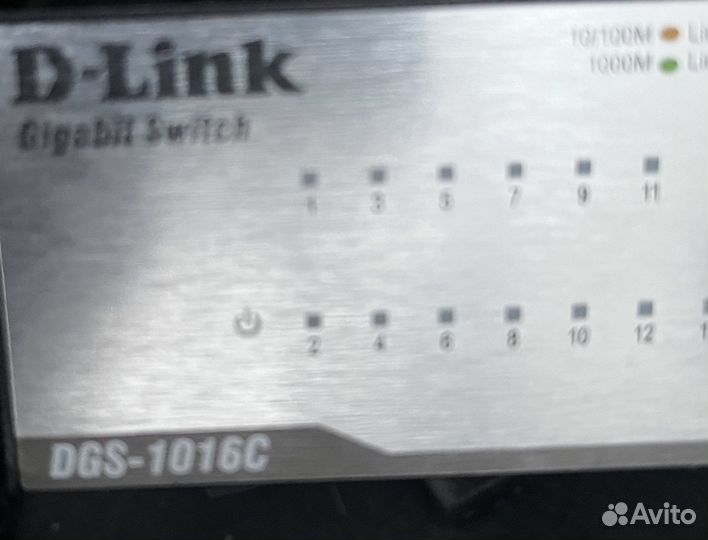 D-Link
Gigabit Switch
10/100M
1000M
1 3 5 7 9 11
2 4 6 8 10 12
DGS-1016C
Avito